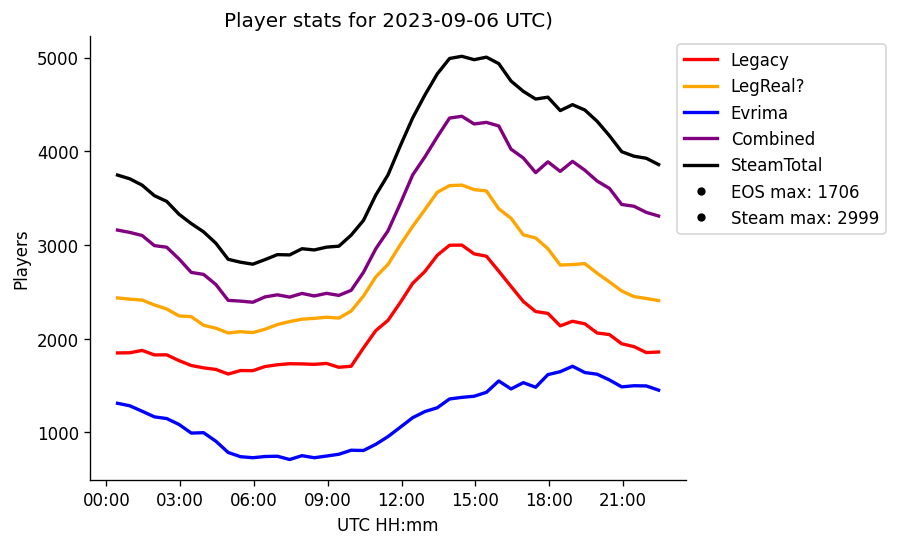 Player stats for 2023-09-06 UTC)
Legacy
LegReal?
Evrima
Combined
SteamTotal
EOS max: 1706
Steam max: 2999
5000
4000
3000
2000
1000
Players
00:00 03:00 06:00 09:00 12:00 15:00 18:00 21:00
UTC HH:mm